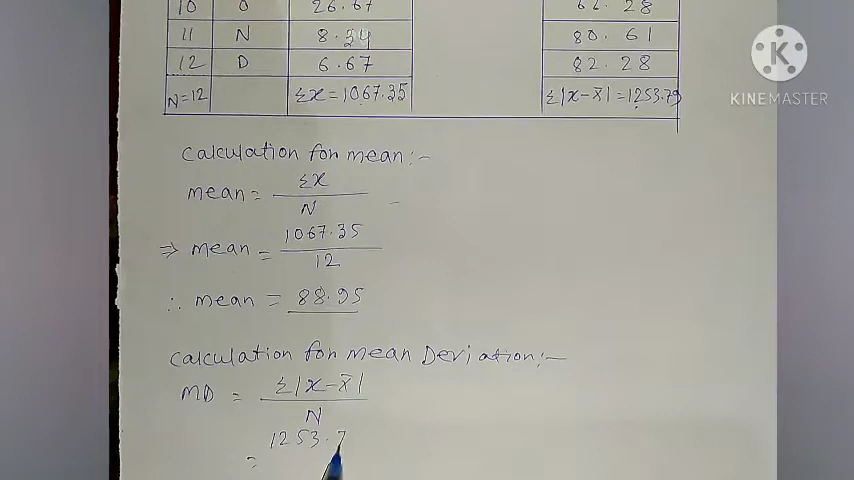 10 O 26.67 62.28
11 N 8.34 80.61
12 D 6.67 82.28
N=12 Σx=1067.35 Σ|x-x̄|=1253.79
KINEMASTER
Calculation for mean:-
mean = Σx / N
⇒ mean = 1067.35 / 12
∴ mean = 88.95
Calculation for mean Deviation:-
MD = Σ|x-x̄| / N
= 1253.7